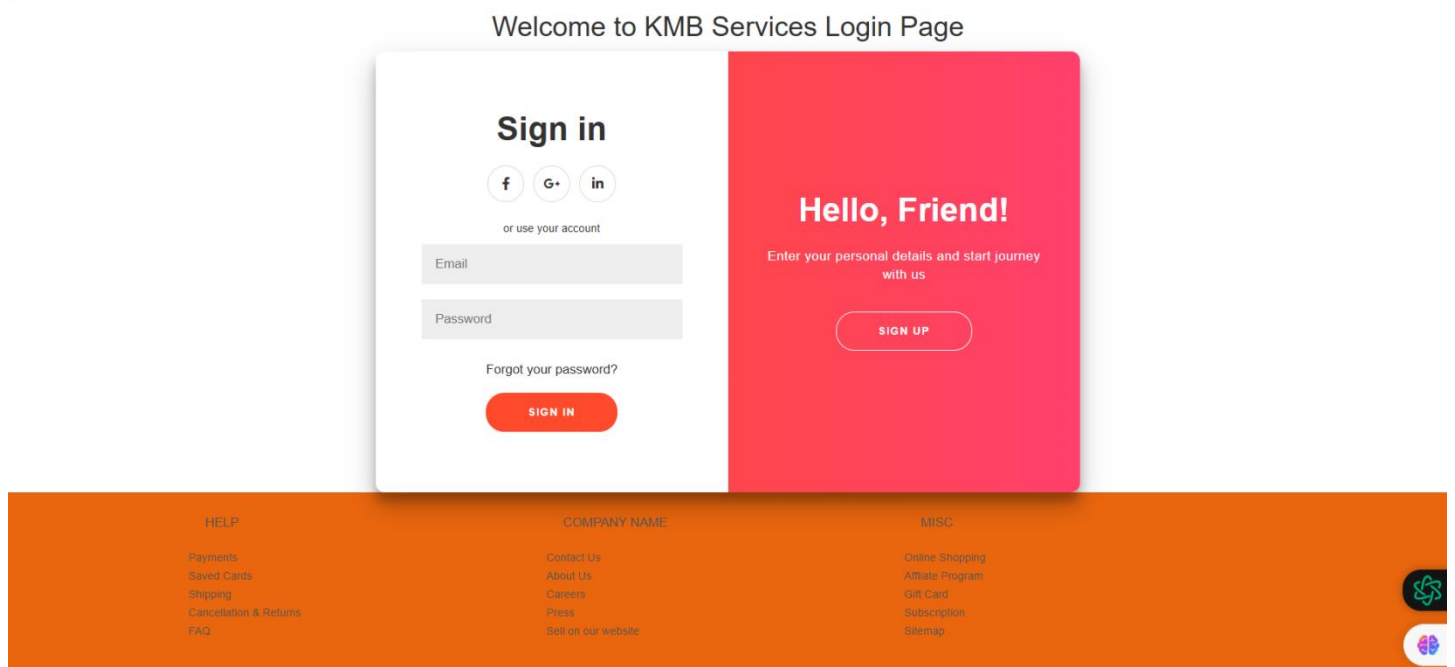 Welcome to KMB Services Login Page
Sign in
f G+ in
or use your account
Email
Password
Forgot your password?
SIGN IN
Hello, Friend!
Enter your personal details and start journey
with us
SIGN UP
HELP
Payments
Saved Cards
Shipping
Cancellation & Returns
FAQ
COMPANY NAME
Contact Us
About Us
Careers
Press
Sell on our website
MISC
Online Shopping
Affliate Program
Gift Card
Subscription
Sitemap